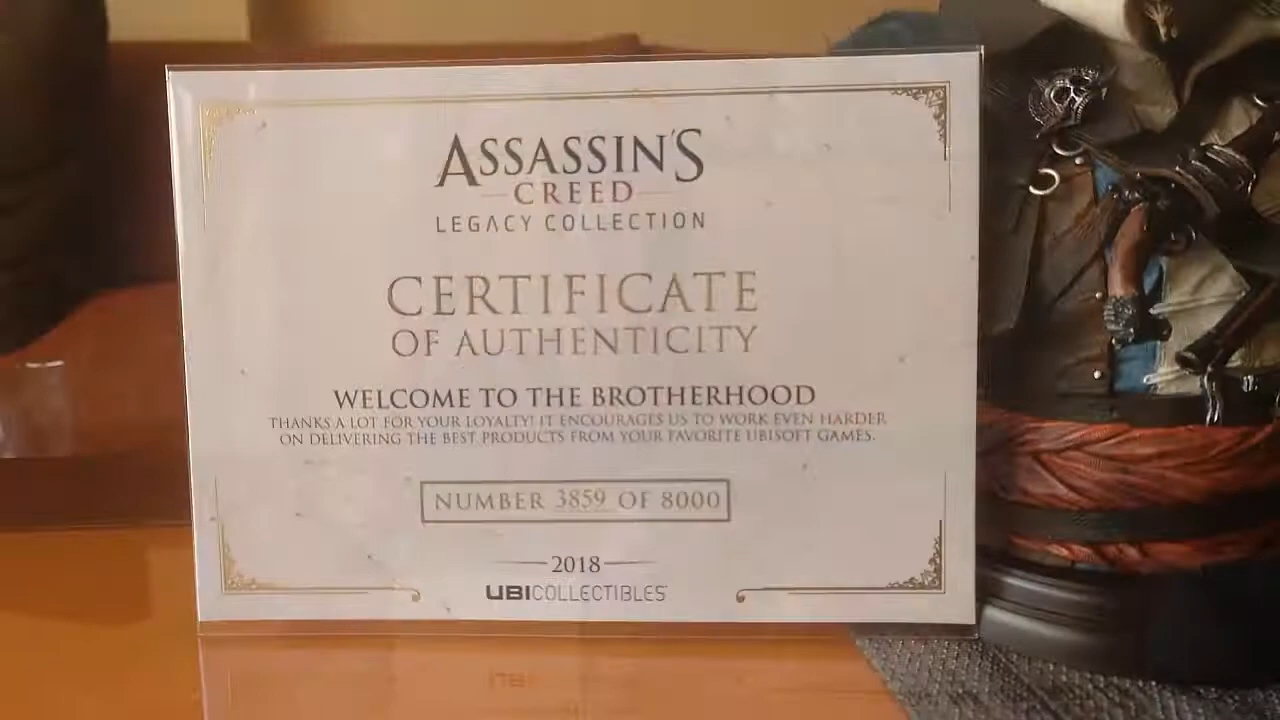 ASSASSIN'S
CREED
LEGACY COLLECTION
CERTIFICATE
OF AUTHENTICITY
WELCOME TO THE BROTHERHOOD
THANKS A LOT FOR YOUR LOYALTY! IT ENCOURAGES US TO WORK EVEN HARDER
ON DELIVERING THE BEST PRODUCTS FROM YOUR FAVORITE UBISOFT GAMES.
NUMBER 3859 OF 8000
2018
UBICOLLECTIBLES